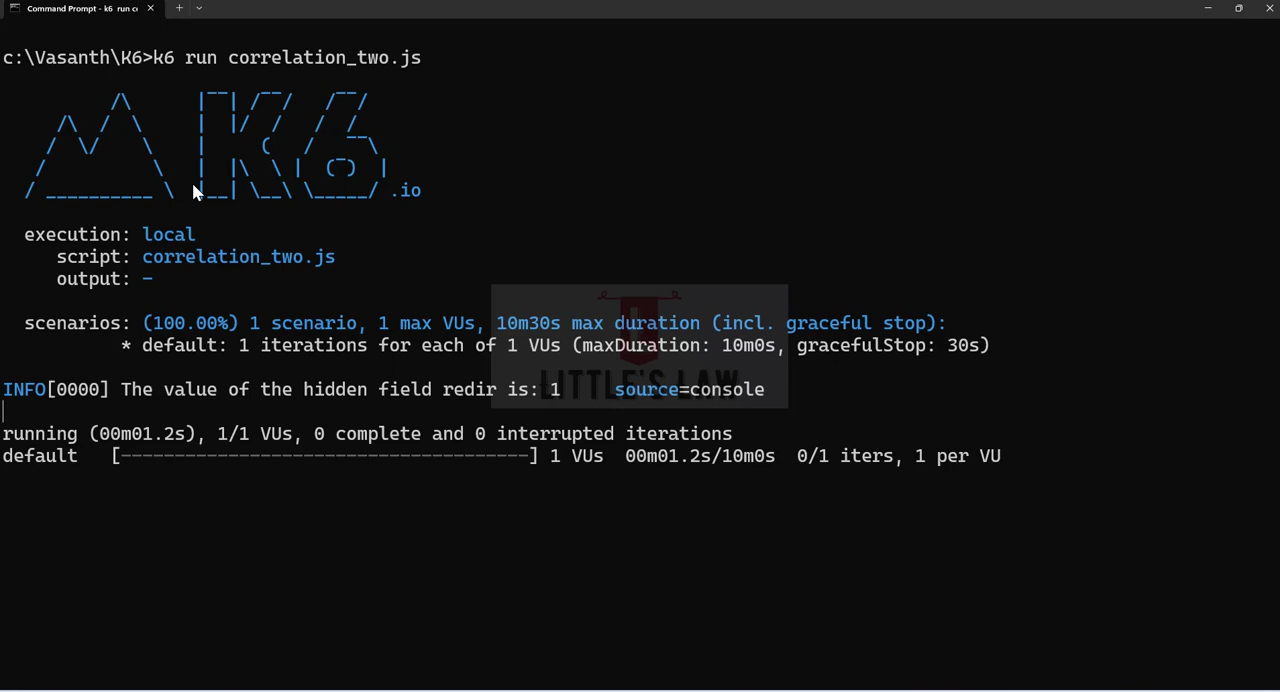 Command Prompt - k6 run co
c:\Vasanth\K6>k6 run correlation_two.js
.io
execution: local
script: correlation_two.js
output: -
scenarios: (100.00%) 1 scenario, 1 max VUs, 10m30s max duration (incl. graceful stop):
* default: 1 iterations for each of 1 VUs (maxDuration: 10m0s, gracefulStop: 30s)
INFO[0000] The value of the hidden field redir is: 1 source=console
LITTLE'S LAW
running (00m01.2s), 1/1 VUs, 0 complete and 0 interrupted iterations
default [--------------------------------------] 1 VUs 00m01.2s/10m0s 0/1 iters, 1 per VU